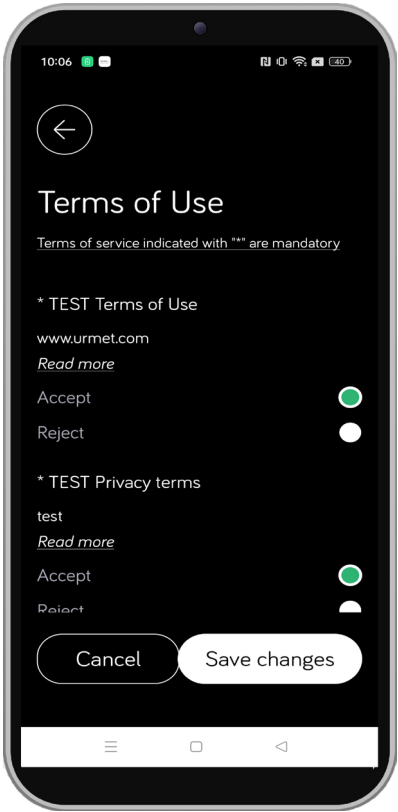 10:06
40
Terms of Use
Terms of service indicated with "*" are mandatory
* TEST Terms of Use
www.urmet.com
Read more
Accept
Reject
* TEST Privacy terms
test
Read more
Accept
Reject
Cancel
Save changes